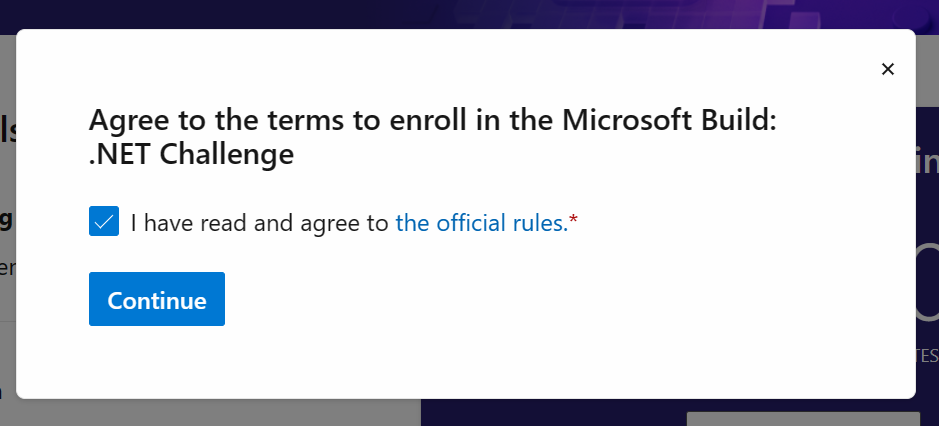 Agree to the terms to enroll in the Microsoft Build:
.NET Challenge
I have read and agree to the official rules.*
Continue